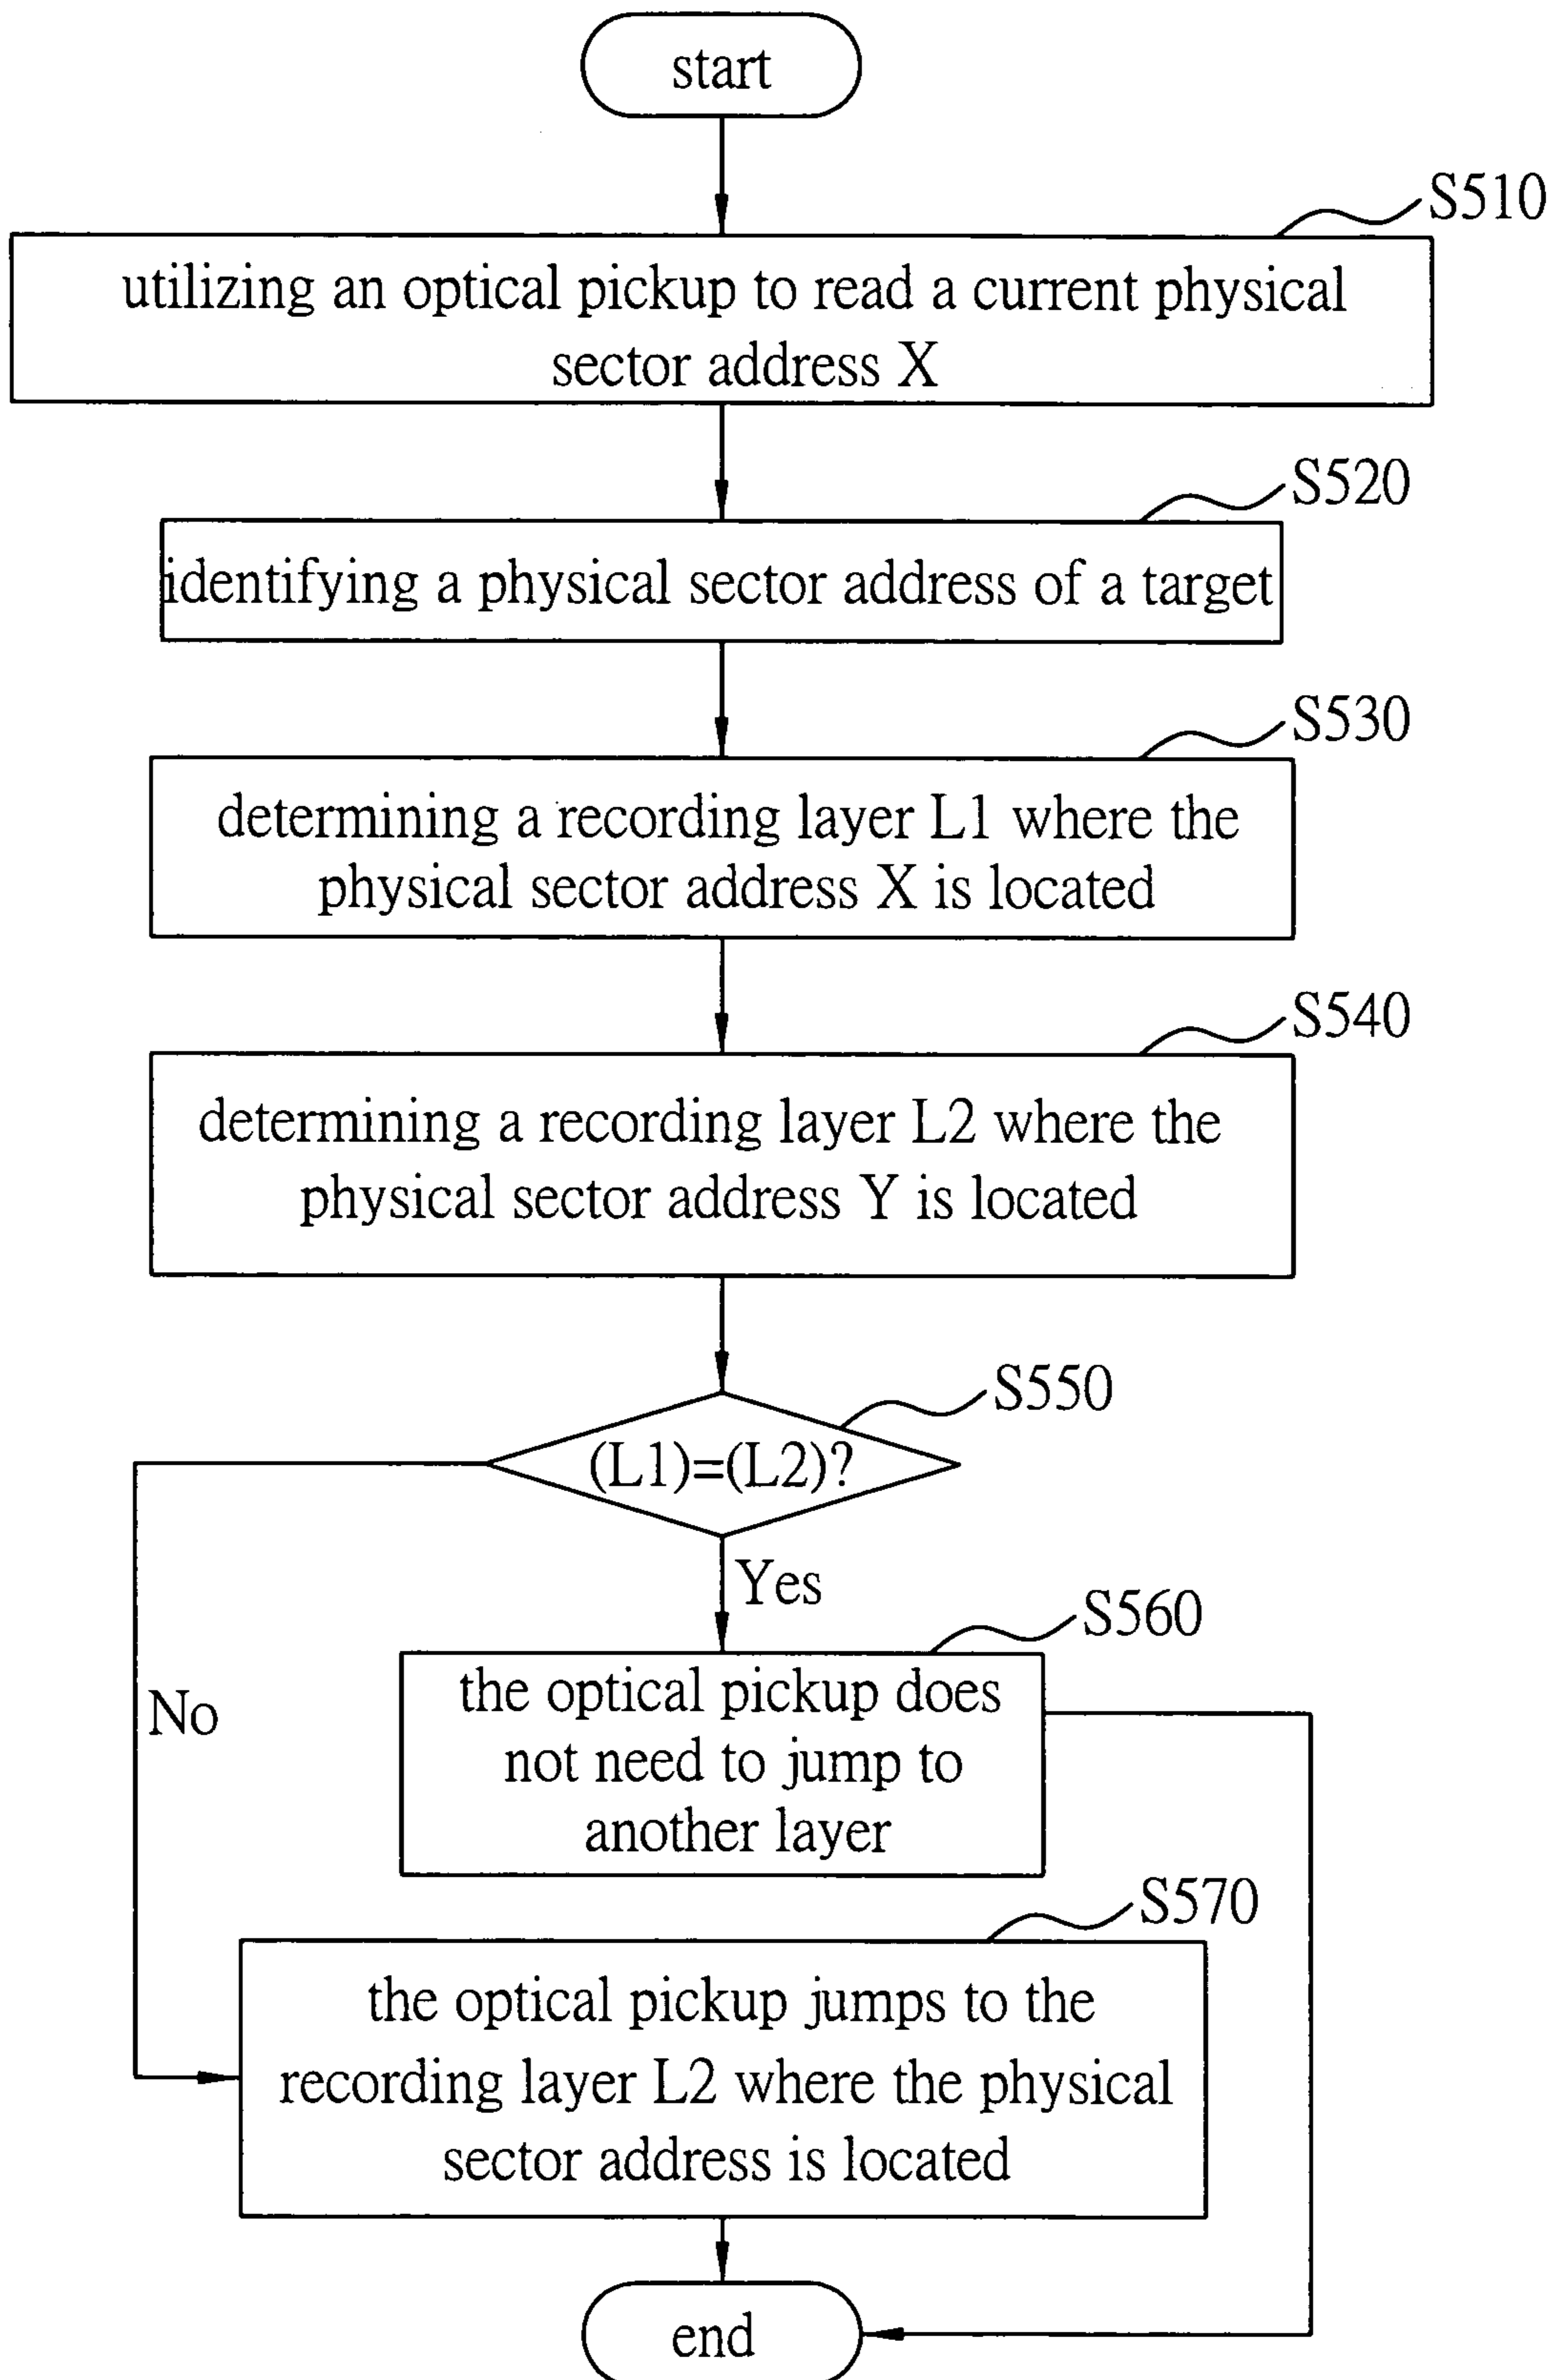 start
S510
utilizing an optical pickup to read a current physical
sector address X
S520
identifying a physical sector address of a target
S530
determining a recording layer L1 where the
physical sector address X is located
S540
determining a recording layer L2 where the
physical sector address Y is located
S550
(L1)=(L2)?
Yes
No
S560
the optical pickup does
not need to jump to
another layer
S570
the optical pickup jumps to the
recording layer L2 where the physical
sector address is located
end